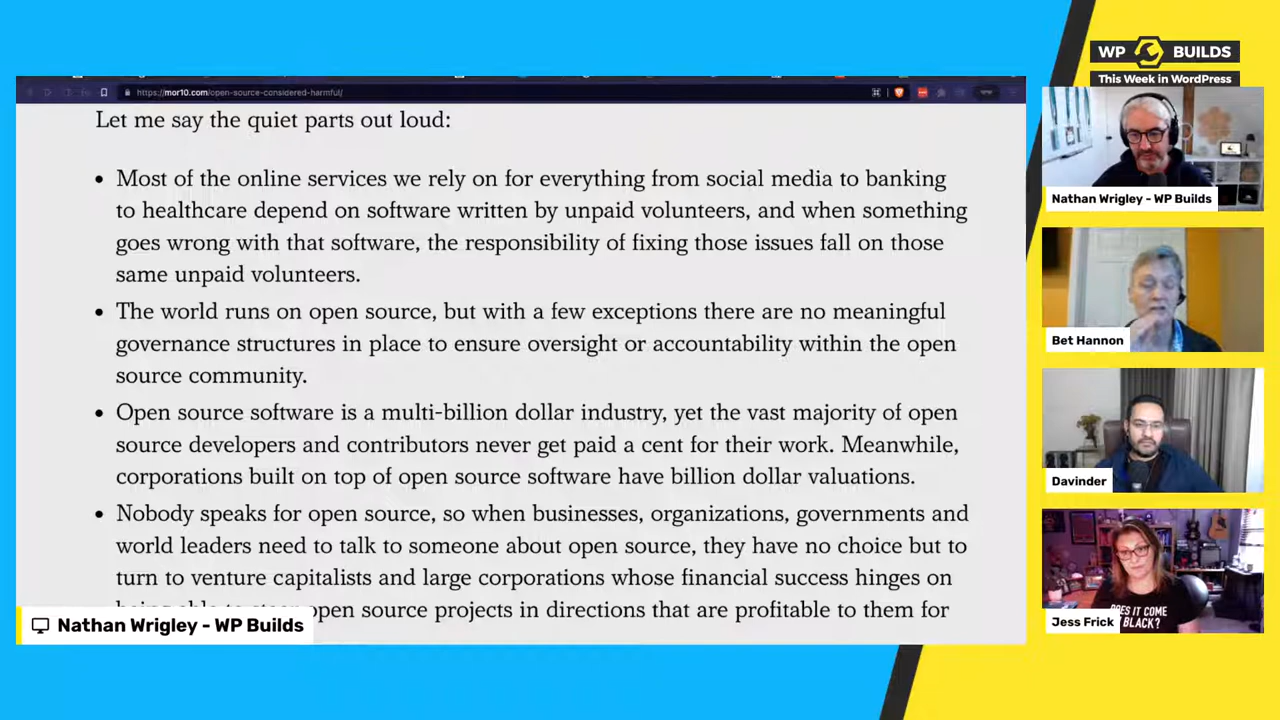 WP BUILDS
This Week in WordPress
https://mor10.com/open-source-considered-harmful/
Let me say the quiet parts out loud:
• Most of the online services we rely on for everything from social media to banking
to healthcare depend on software written by unpaid volunteers, and when something
goes wrong with that software, the responsibility of fixing those issues fall on those
same unpaid volunteers.
• The world runs on open source, but with a few exceptions there are no meaningful
governance structures in place to ensure oversight or accountability within the open
source community.
• Open source software is a multi-billion dollar industry, yet the vast majority of open
source developers and contributors never get paid a cent for their work. Meanwhile,
corporations built on top of open source software have billion dollar valuations.
• Nobody speaks for open source, so when businesses, organizations, governments and
world leaders need to talk to someone about open source, they have no choice but to
turn to venture capitalists and large corporations whose financial success hinges on
being able to steer open source projects in directions that are profitable to them for
Nathan Wrigley - WP Builds
Nathan Wrigley - WP Builds
Bet Hannon
Davinder
Jess Frick
DOES IT COME
BLACK?